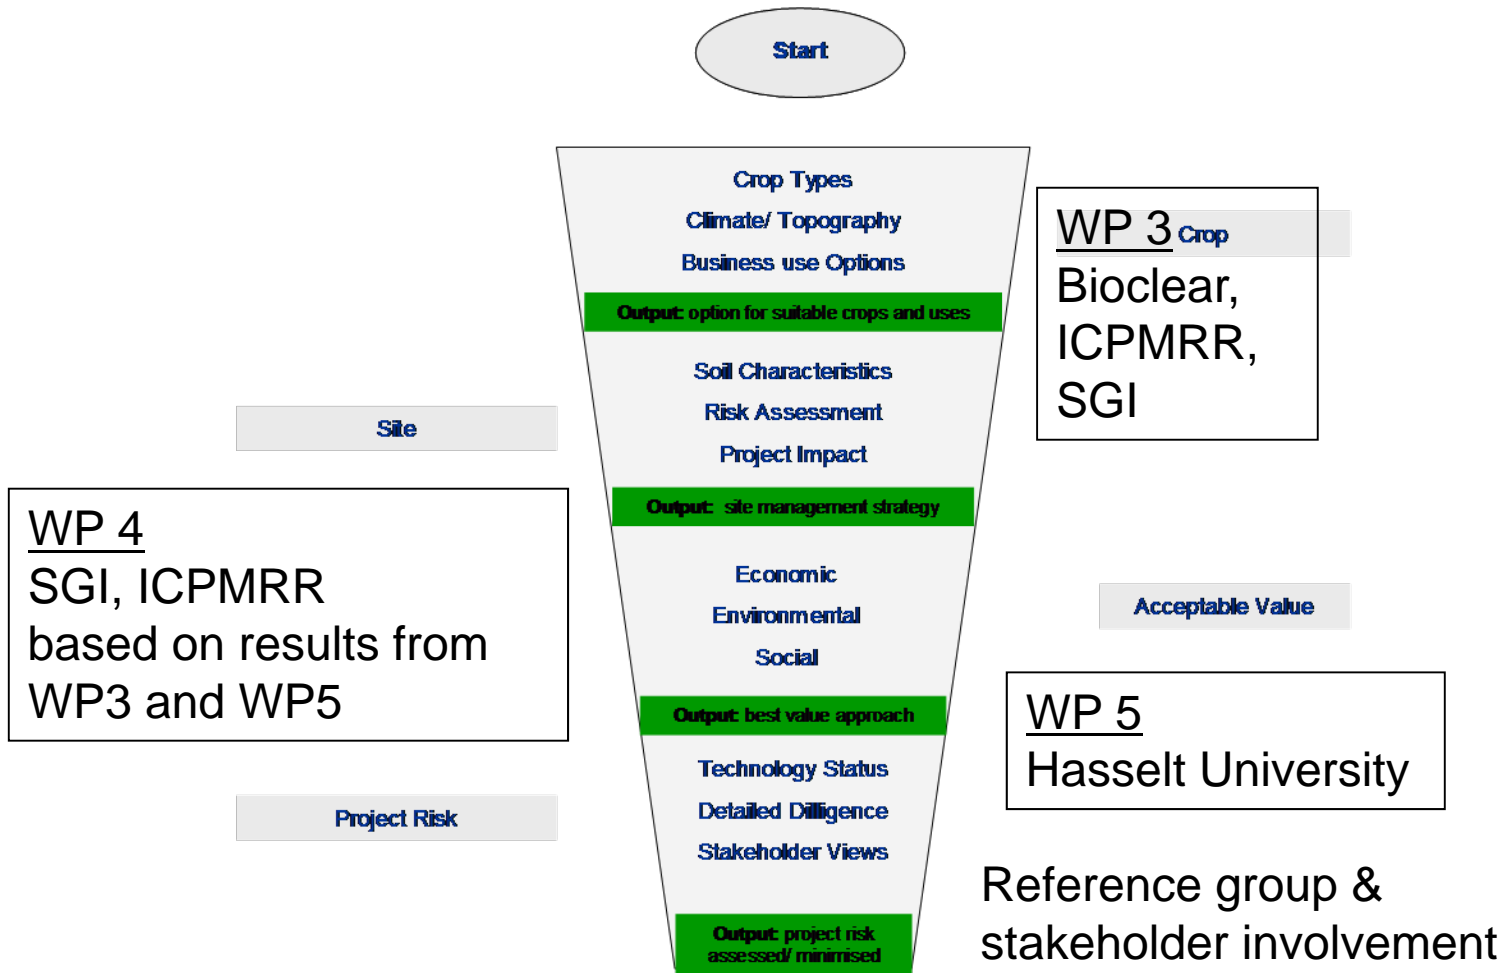 Start
Crop Types
Climate/ Topography
Business use Options
Output: option for suitable crops and uses
WP 3
Crop
Bioclear,
ICPMRR,
SGI
Soil Characteristics
Risk Assessment
Project Impact
Output: site management strategy
Site
WP 4
SGI, ICPMRR
based on results from
WP3 and WP5
Economic
Environmental
Social
Output: best value approach
Acceptable Value
WP 5
Hasselt University
Technology Status
Detailed Dilligence
Stakeholder Views
Output: project risk
assessed/ minimised
Project Risk
Reference group &
stakeholder involvement